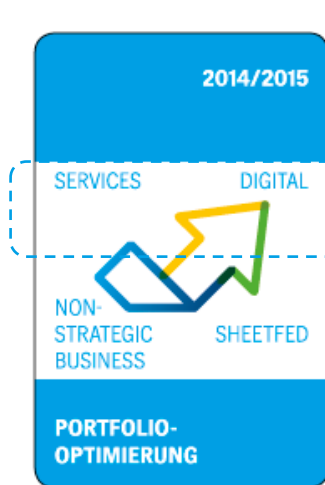 2014/2015
SERVICES
DIGITAL
NON-
STRATEGIC
BUSINESS
SHEETFED
PORTFOLIO-
OPTIMIERUNG